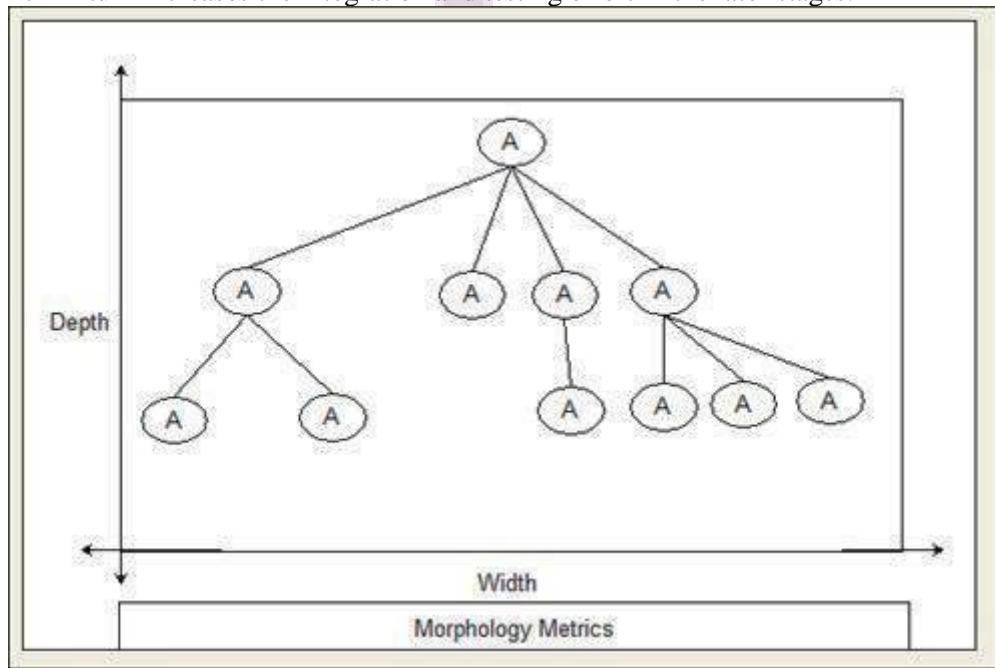 A
A A A A
Depth
A A A A A A
Width
Morphology Metrics